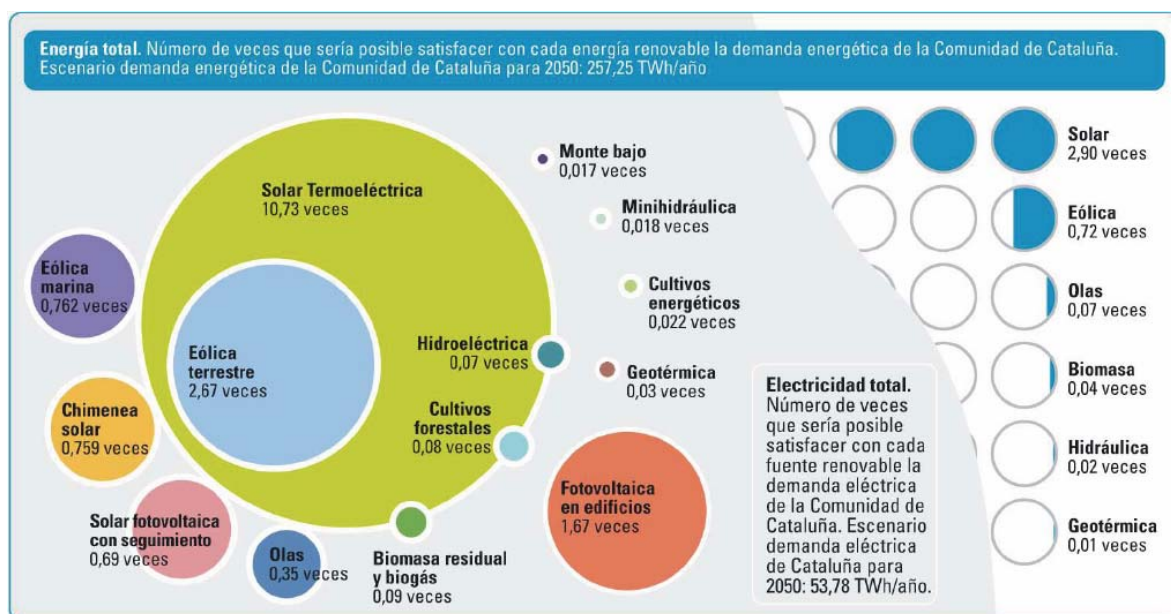 Energía total. Número de veces que sería posible satisfacer con cada energía renovable la demanda energética de la Comunidad de Cataluña.
Escenario demanda energética de la Comunidad de Cataluña para 2050: 257,25 TWh/año
Solar Termoeléctrica
10,73 veces
Monte bajo
0,017 veces
Minihidráulica
0,018 veces
Cultivos
energéticos
0,022 veces
Geotérmica
0,03 veces
Eólica
marina
0,762 veces
Eólica
terrestre
2,67 veces
Hidroeléctrica
0,07 veces
Cultivos
forestales
0,08 veces
Chimenea
solar
0,759 veces
Solar fotovoltaica
con seguimiento
0,69 veces
Olas
0,35 veces
Biomasa residual
y biogás
0,09 veces
Fotovoltaica
en edificios
1,67 veces
Electricidad total.
Número de veces
que sería posible
satisfacer con cada
fuente renovable la
demanda eléctrica
de la Comunidad de
Cataluña. Escenario
demanda eléctrica
de Cataluña para
2050: 53,78 TWh/año.
Solar
2,90 veces
Eólica
0,72 veces
Olas
0,07 veces
Biomasa
0,04 veces
Hidráulica
0,02 veces
Geotérmica
0,01 veces